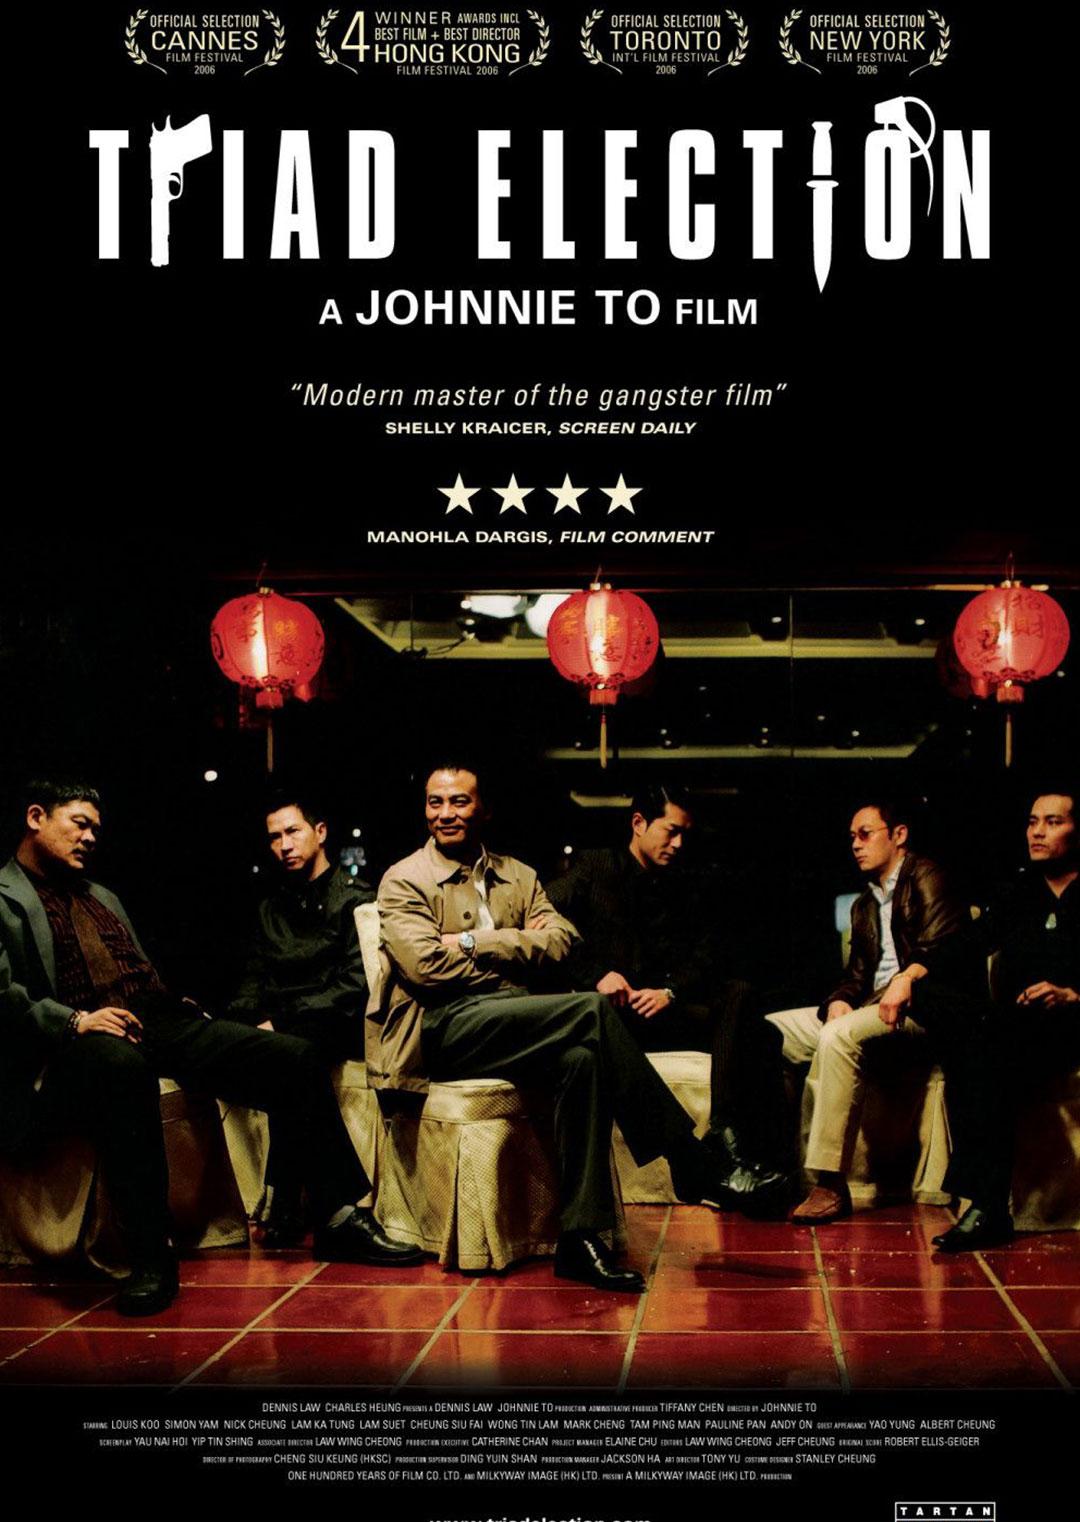 OFFICIAL SELECTION
CANNES
FILM FESTIVAL
2006
4 WINNER AWARDS INCL
BEST FILM + BEST DIRECTOR
HONG KONG
FILM FESTIVAL 2006
OFFICIAL SELECTION
TORONTO
INT'L FILM FESTIVAL
2006
OFFICIAL SELECTION
NEW YORK
FILM FESTIVAL
2006
TRIAD ELECTION
A JOHNNIE TO FILM
“Modern master of the gangster film”
SHELLY KRAICER, SCREEN DAILY
MANOHLA DARGIS, FILM COMMENT
DENNIS LAW CHARLES HEUNG PRESENTS A DENNIS LAW JOHNNIE TO PRODUCTION ADMINISTRATIVE PRODUCER TIFFANY CHEN DIRECTED BY JOHNNIE TO
STARRING LOUIS KOO SIMON YAM NICK CHEUNG LAM KA TUNG LAM SUET CHEUNG SIU FAI WONG TIN LAM MARK CHENG TAM PING MAN PAULINE PAN ANDY ON GUEST APPEARANCE YAO YUNG ALBERT CHEUNG
SCREENPLAY YAU NAI HOI YIP TIN SHING ASSOCIATE DIRECTOR LAW WING CHEONG PRODUCTION EXECUTIVE CATHERINE CHAN PROJECT MANAGER ELAINE CHU EDITORS LAW WING CHEONG JEFF CHEUNG ORIGINAL SCORE ROBERT ELLIS-GEIGER
DIRECTOR OF PHOTOGRAPHY CHENG SIU KEUNG (HKSC) PRODUCTION SUPERVISOR DING YUIN SHAN PRODUCTION MANAGER JACKSON HA ART DIRECTOR TONY YU COSTUME DESIGNER STANLEY CHEUNG
ONE HUNDRED YEARS OF FILM CO. LTD. AND MILKYWAY IMAGE (HK) LTD. PRESENT A MILKYWAY IMAGE (HK) LTD. PRODUCTION
TARTAN